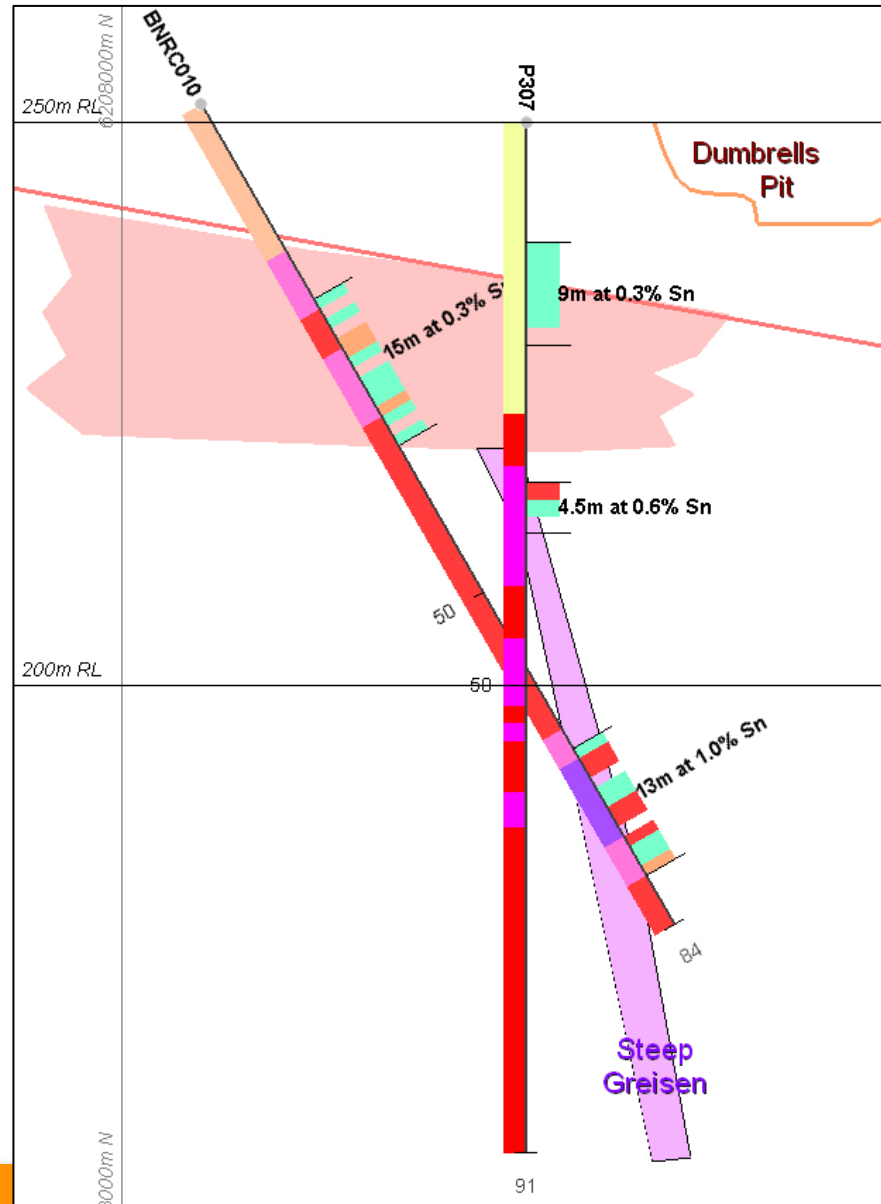 BNRC010
6208000m N
P307
250m RL
Dumbrells
Pit
9m at 0.3% Sn
15m at 0.3% Sn
4.5m at 0.6% Sn
50
200m RL
50
13m at 1.0% Sn
84
Steep
Greisen
8000m N
91